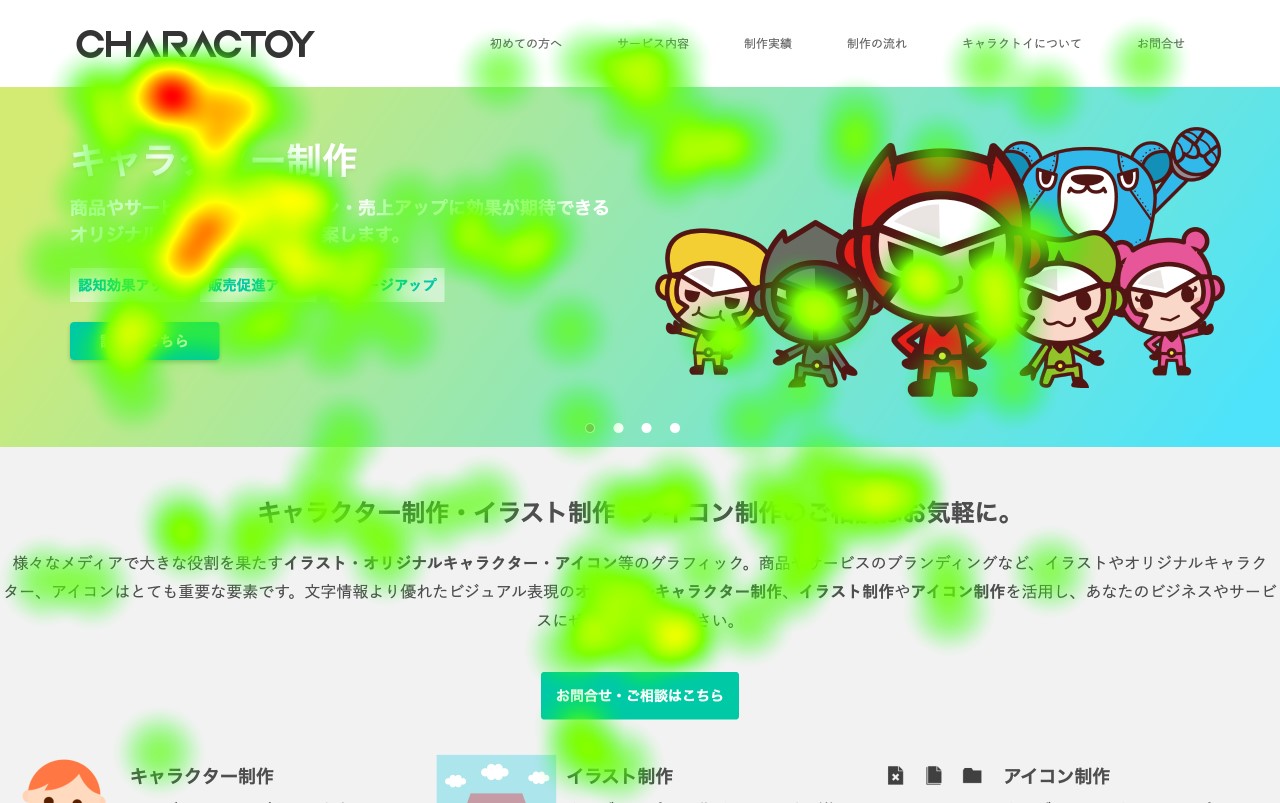 CHARACTOY
初めての方へ
サービス内容
制作実績
制作の流れ
キャラクトイについて
お問合せ
キャラクター制作
商品やサー ン・売上アップに効果が期待できる
オリジナル 案します。
認知効果アップ 販売促進ア ージアップ
こちら
キャラクター制作・イラスト制作・アイコン制作のご相談はお気軽に。
様々なメディアで大きな役割を果たすイラスト・オリジナルキャラクター・アイコン等のグラフィック。商品やサービスのブランディングなど、イラストやオリジナルキャラク
ター、アイコンはとても重要な要素です。文字情報より優れたビジュアル表現のオ キャラクター制作、イラスト制作やアイコン制作を活用し、あなたのビジネスやサービ
スに さい。
お問合せ・ご相談はこちら
キャラクター制作
イラスト制作
アイコン制作